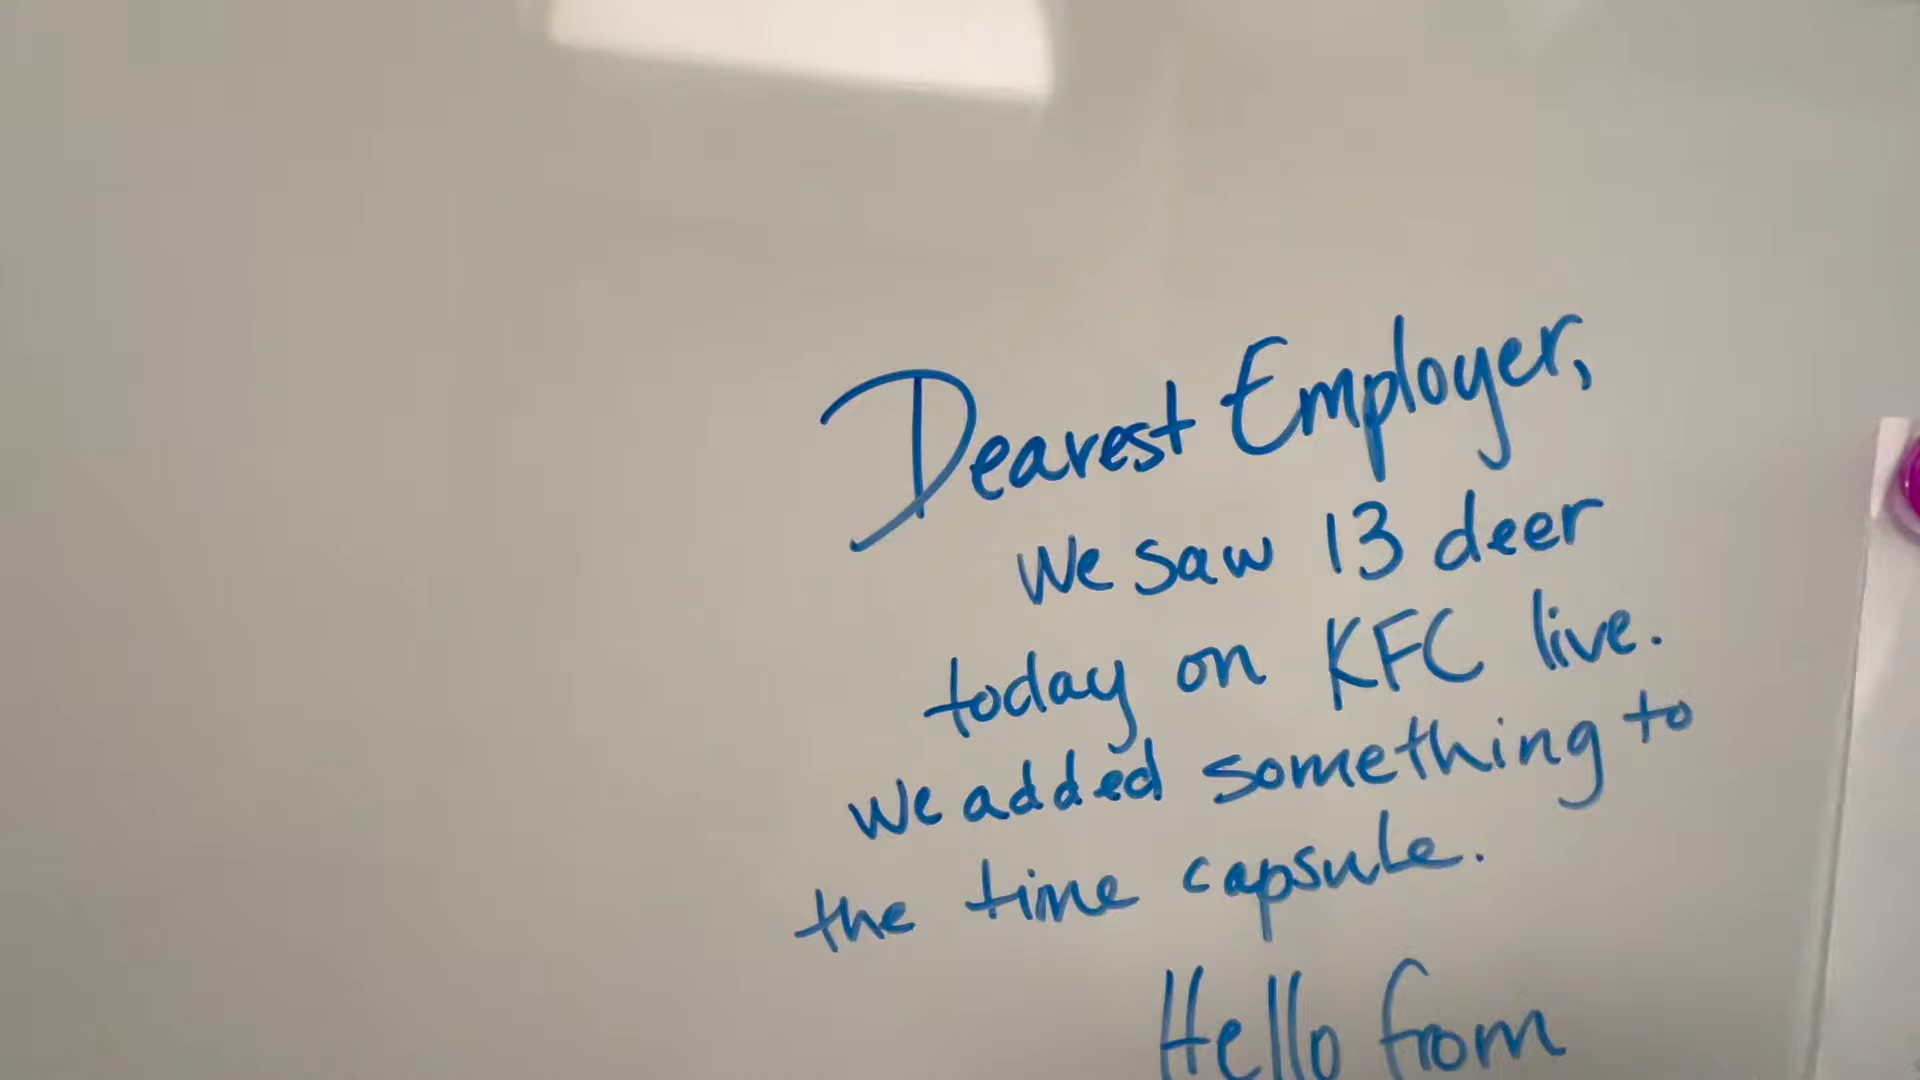 Dearest Employer,
We saw 13 deer
today on KFC live.
We added something to
the time capsule.
Hello from